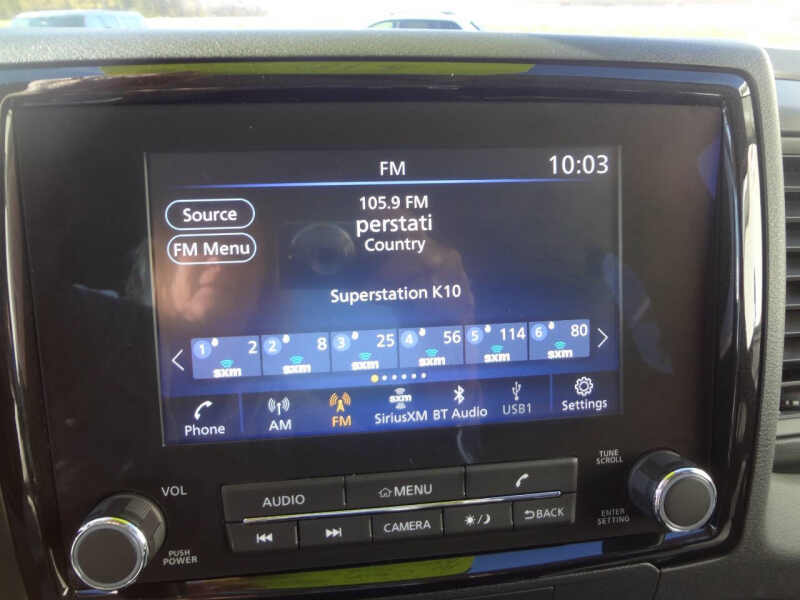 FM 10:03
105.9 FM
Source
perstati
FM Menu
Country
Superstation K10
1 2 2 8 3 25 4 56 5 114 6 80
sxm sxm sxm sxm sxm sxm
Phone AM FM sxm SiriusXM BT Audio USB1 Settings
VOL
PUSH
POWER
AUDIO MENU
CAMERA BACK
TUNE
SCROLL
ENTER
SETTING